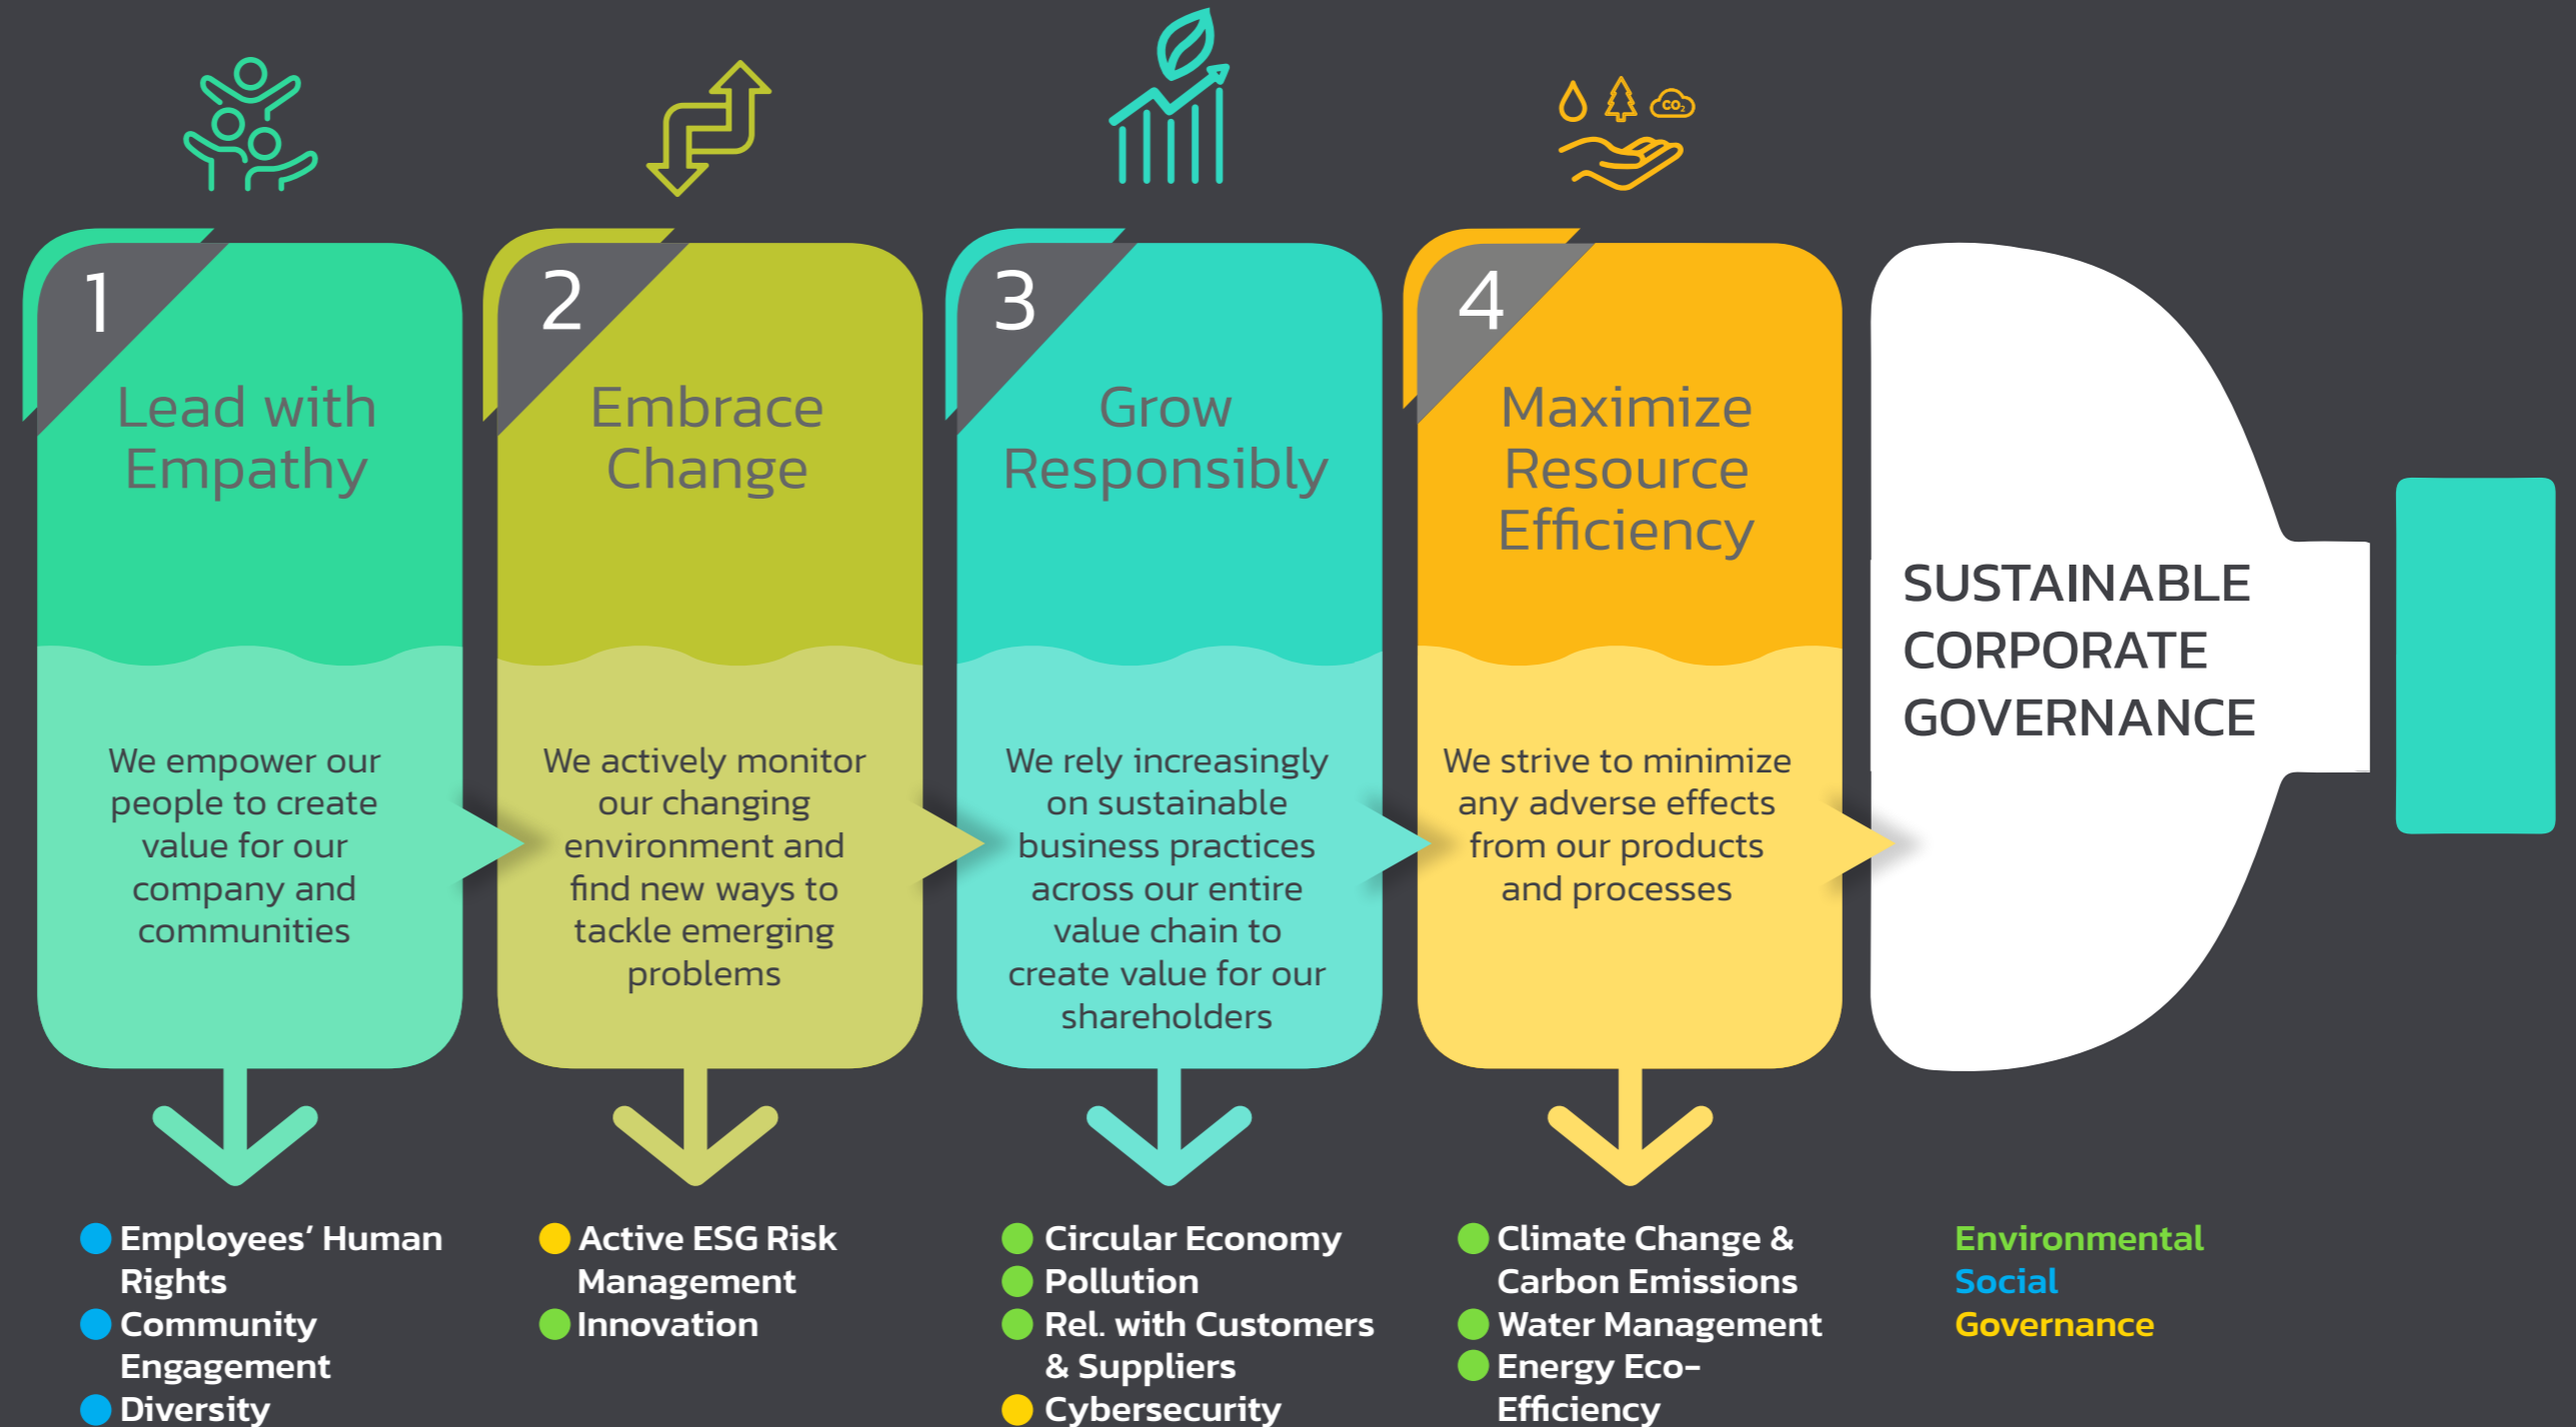 CO₂
1
Lead with
Empathy
We empower our
people to create
value for our
company and
communities
Employees’ Human
Rights
Community
Engagement
Diversity
2
Embrace
Change
We actively monitor
our changing
environment and
find new ways to
tackle emerging
problems
Active ESG Risk
Management
Innovation
3
Grow
Responsibly
We rely increasingly
on sustainable
business practices
across our entire
value chain to
create value for our
shareholders
Circular Economy
Pollution
Rel. with Customers
& Suppliers
Cybersecurity
4
Maximize
Resource
Efficiency
We strive to minimize
any adverse effects
from our products
and processes
Climate Change &
Carbon Emissions
Water Management
Energy Eco-
Efficiency
SUSTAINABLE
CORPORATE
GOVERNANCE
Environmental
Social
Governance